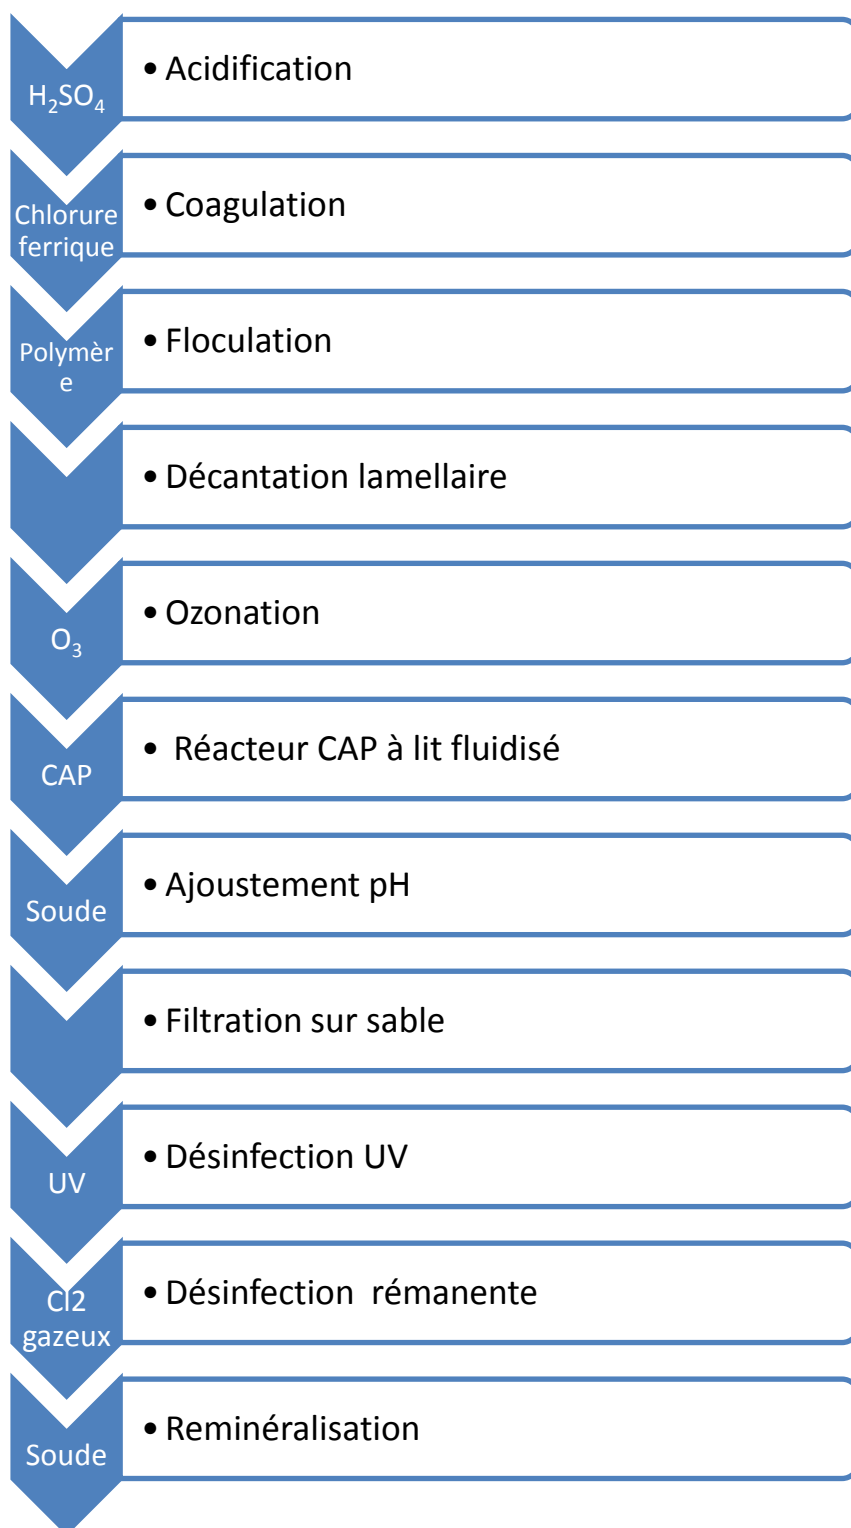 H₂SO₄
• Acidification
Chlorure
ferrique
• Coagulation
Polymèr
e
• Floculation
• Décantation lamellaire
O₃
• Ozonation
CAP
• Réacteur CAP à lit fluidisé
Soude
• Ajoustement pH
• Filtration sur sable
UV
• Désinfection UV
Cl2
gazeux
• Désinfection rémanente
Soude
• Reminéralisation